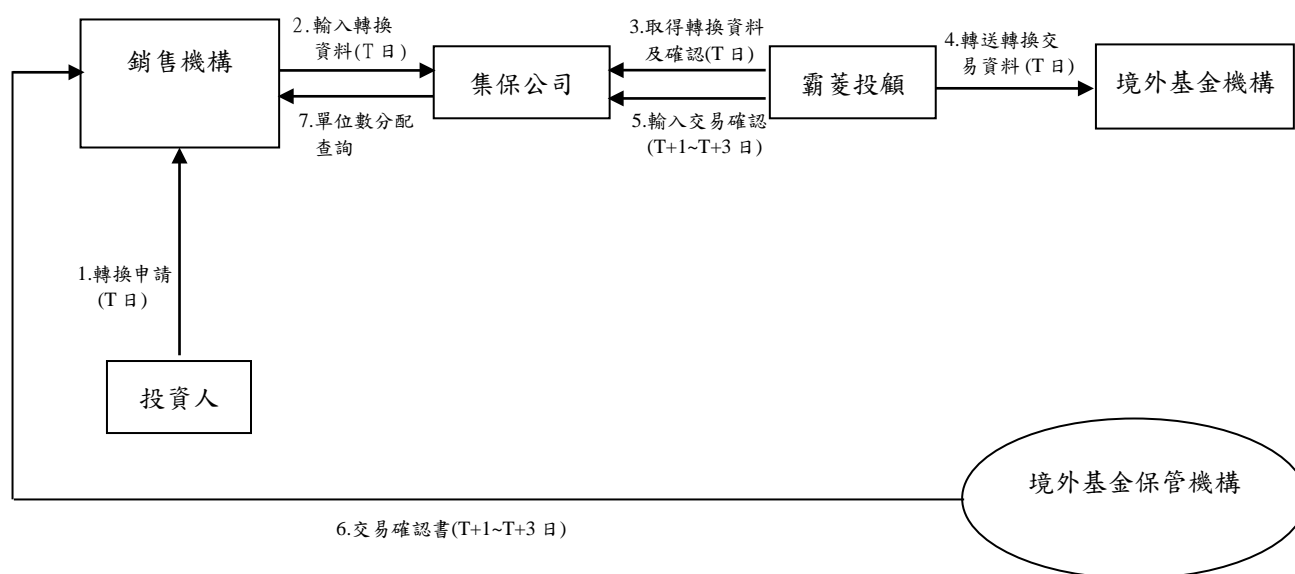 銷售機構
2.輸入轉換
資料(T 日)
集保公司
3.取得轉換資料
及確認(T 日)
霸菱投顧
4.轉送轉換交
易資料 (T 日)
境外基金機構
7.單位數分配
查詢
5.輸入交易確認
(T+1~T+3 日)
1.轉換申請
(T 日)
投資人
境外基金保管機構
6.交易確認書(T+1~T+3 日)